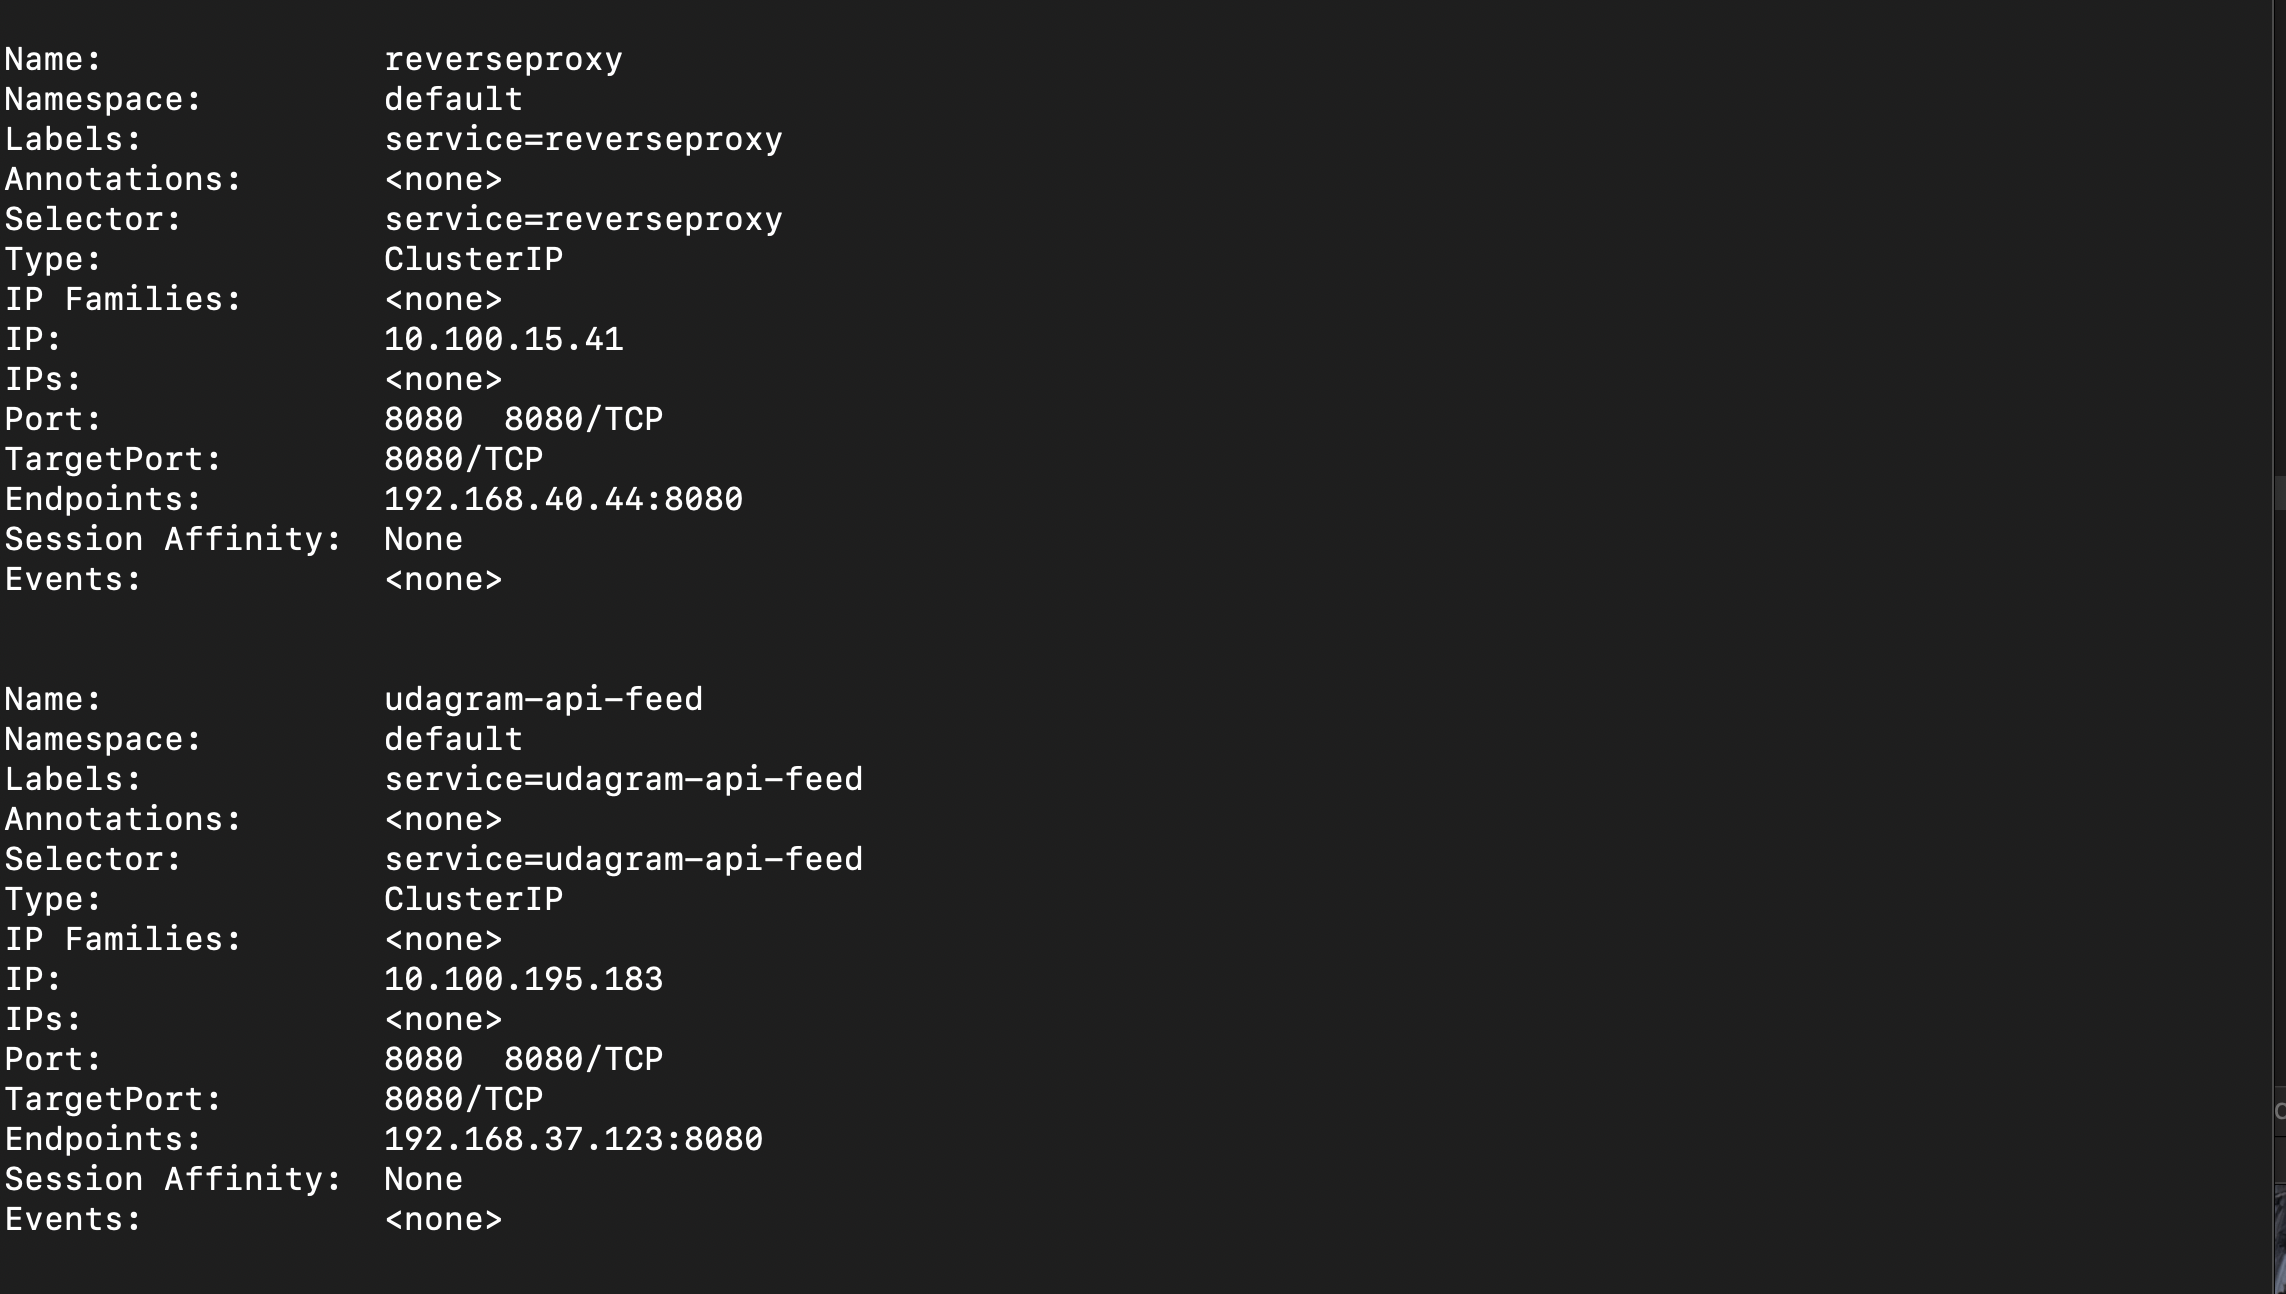 Name:              reverseproxy
Namespace:         default
Labels:            service=reverseproxy
Annotations:       <none>
Selector:          service=reverseproxy
Type:              ClusterIP
IP Families:       <none>
IP:                10.100.15.41
IPs:               <none>
Port:              8080  8080/TCP
TargetPort:        8080/TCP
Endpoints:         192.168.40.44:8080
Session Affinity:  None
Events:            <none>
Name:              udagram-api-feed
Namespace:         default
Labels:            service=udagram-api-feed
Annotations:       <none>
Selector:          service=udagram-api-feed
Type:              ClusterIP
IP Families:       <none>
IP:                10.100.195.183
IPs:               <none>
Port:              8080  8080/TCP
TargetPort:        8080/TCP
Endpoints:         192.168.37.123:8080
Session Affinity:  None
Events:            <none>